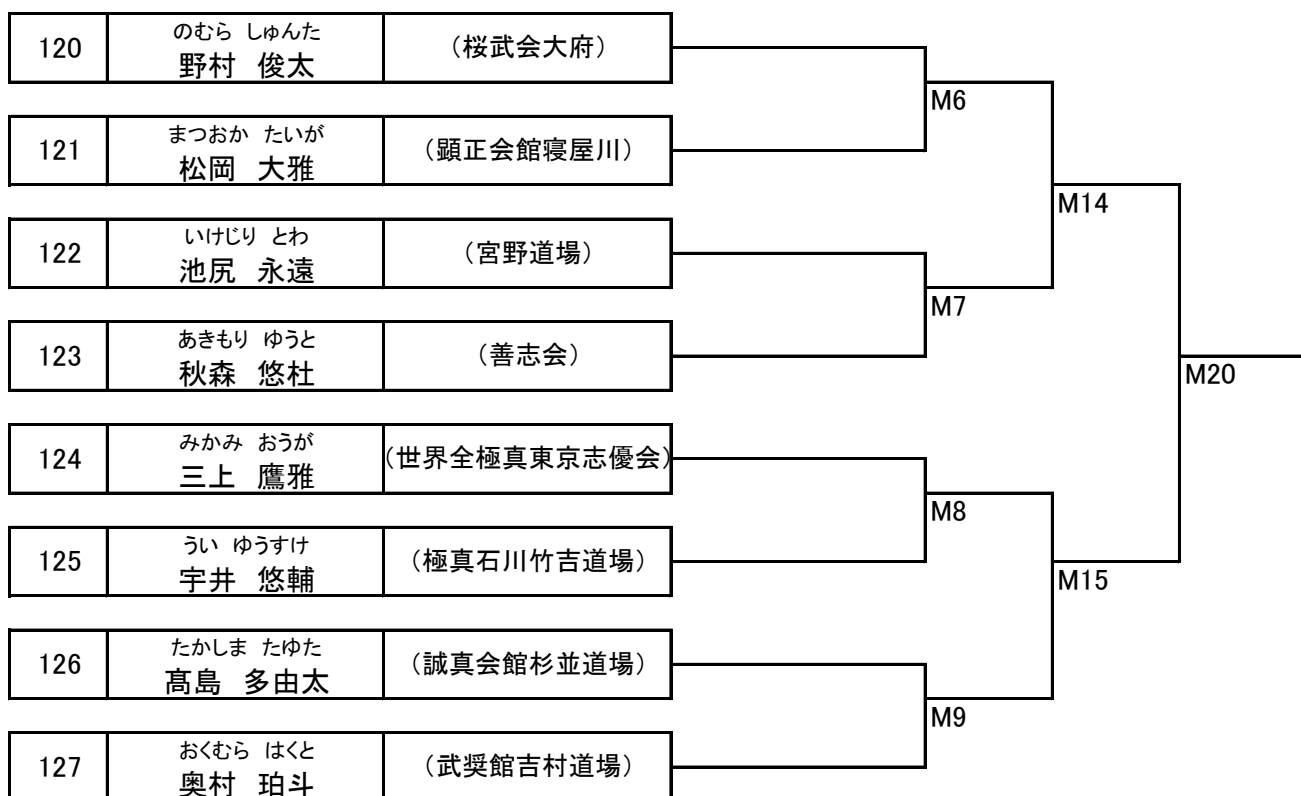 120
のむら しゅんた
野村 俊太
（桜武会大府）
121
まつおか たいが
松岡 大雅
（顕正会館寝屋川）
M6
122
いけじり とわ
池尻 永遠
（宮野道場）
M14
123
あきもり ゆうと
秋森 悠杜
（善志会）
M7
M20
124
みかみ おうが
三上 鷹雅
（世界全極真東京志優会）
125
うい ゆうすけ
宇井 悠輔
（極真石川竹吉道場）
M8
M15
126
たかしま たゆた
髙島 多由太
（誠真会館杉並道場）
127
おくむら はくと
奥村 珀斗
（武奨館吉村道場）
M9